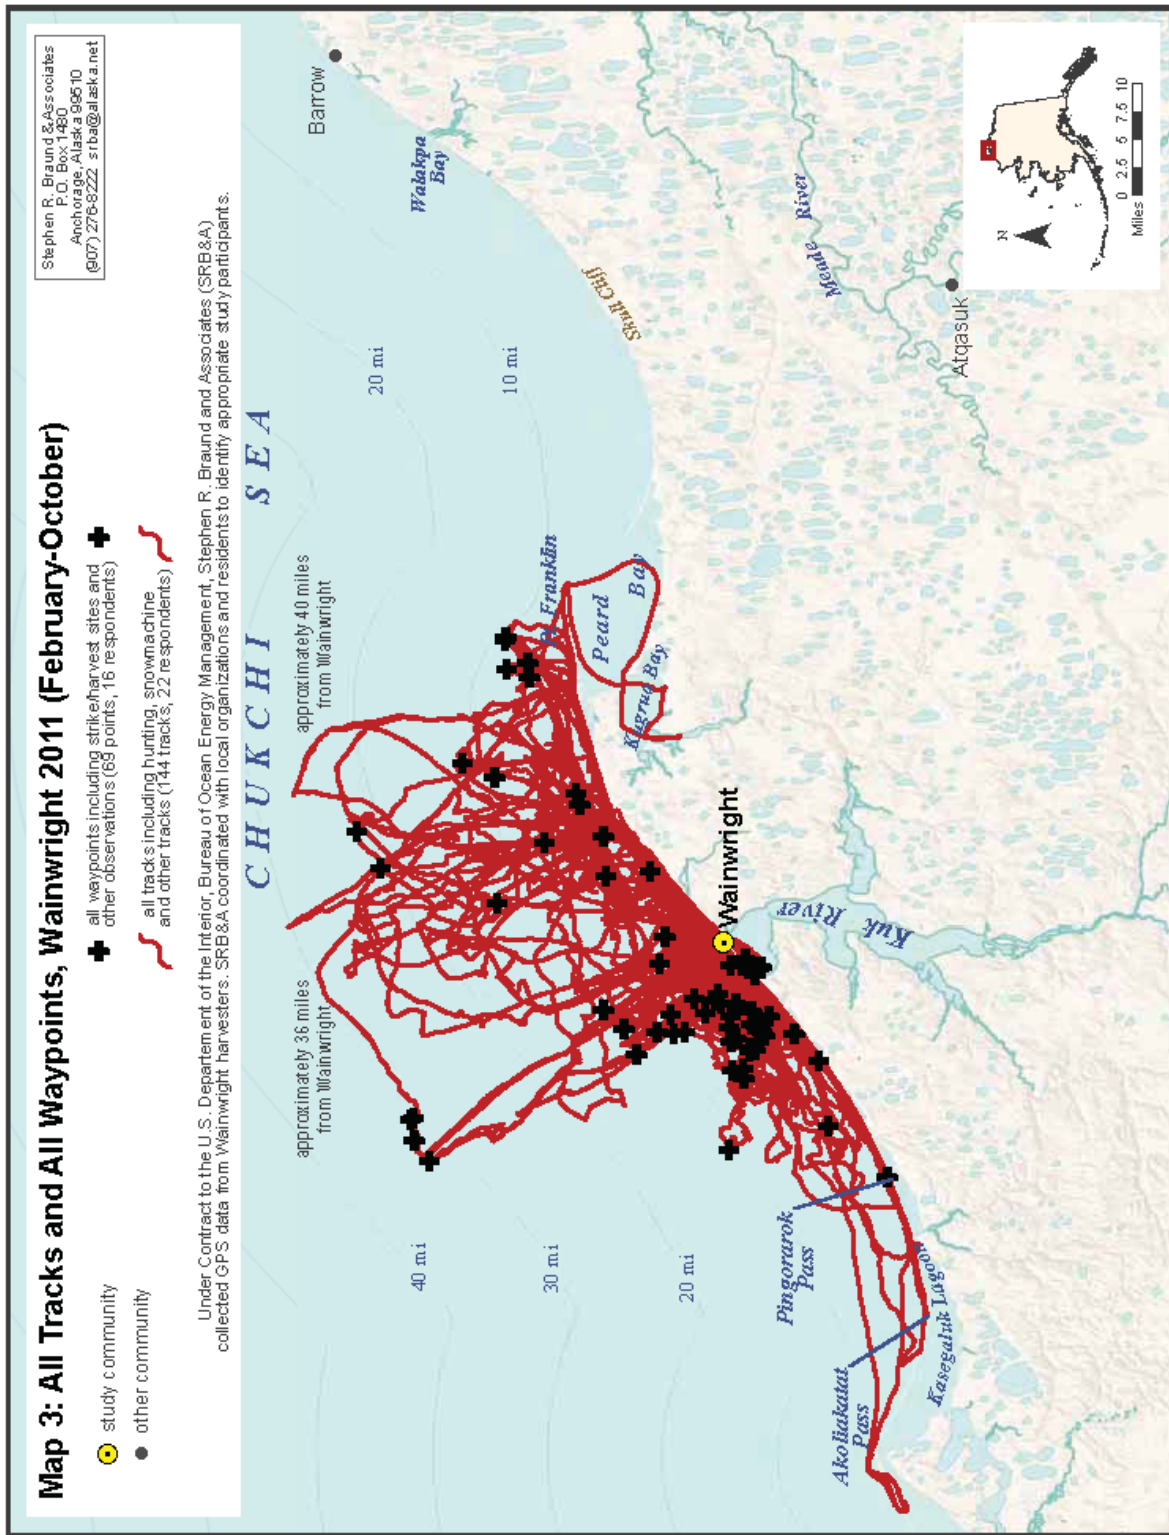 Map 3: All Tracks and All Waypoints, Wainwright 2011 (February-October)
study community
other community
all waypoints including strike/harvest sites and
other observations (69 points, 16 respondents)
all tracks including hunting, snowmachine
and other tracks (144 tracks, 22 respondents)
Stephen R. Braund & Associates
P.O. Box 1480
Anchorage, Alaska 99510
(907) 276-8222 srba@alaska.net
Under Contract to the U.S. Departement of the Interior, Bureau of Ocean Energy Management, Stephen R. Braund and Associates (SRB&A)
collected GPS data from Wainwright harvesters. SRB&A coordinated with local organizations and residents to identify appropriate study participants.
CHUKCHI SEA
approximately 36 miles
from Wainwright
approximately 40 miles
from Wainwright
Barrow
20 mi
10 mi
Walakpa
Bay
40 mi
30 mi
20 mi
Pt. Franklin
Peard
Bay
Kugrua Bay
Skull Cliff
Wainwright
Pingorarok
Pass
Akoliakatat
Pass
Kasegaluk Lagoon
Kuk River
Meade River
Atqasuk
N
0 2.5 5 7.5 10
Miles